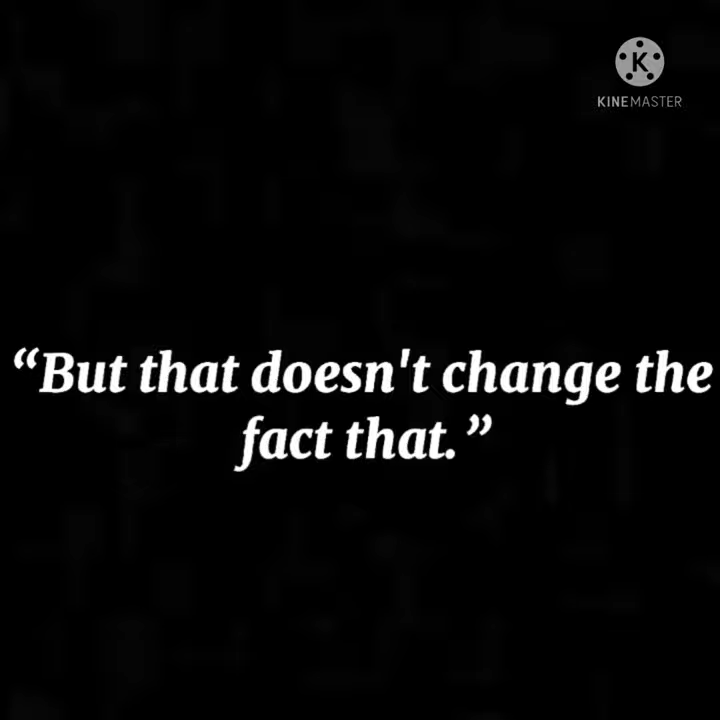 K
KINEMASTER
“But that doesn't change the
fact that.”